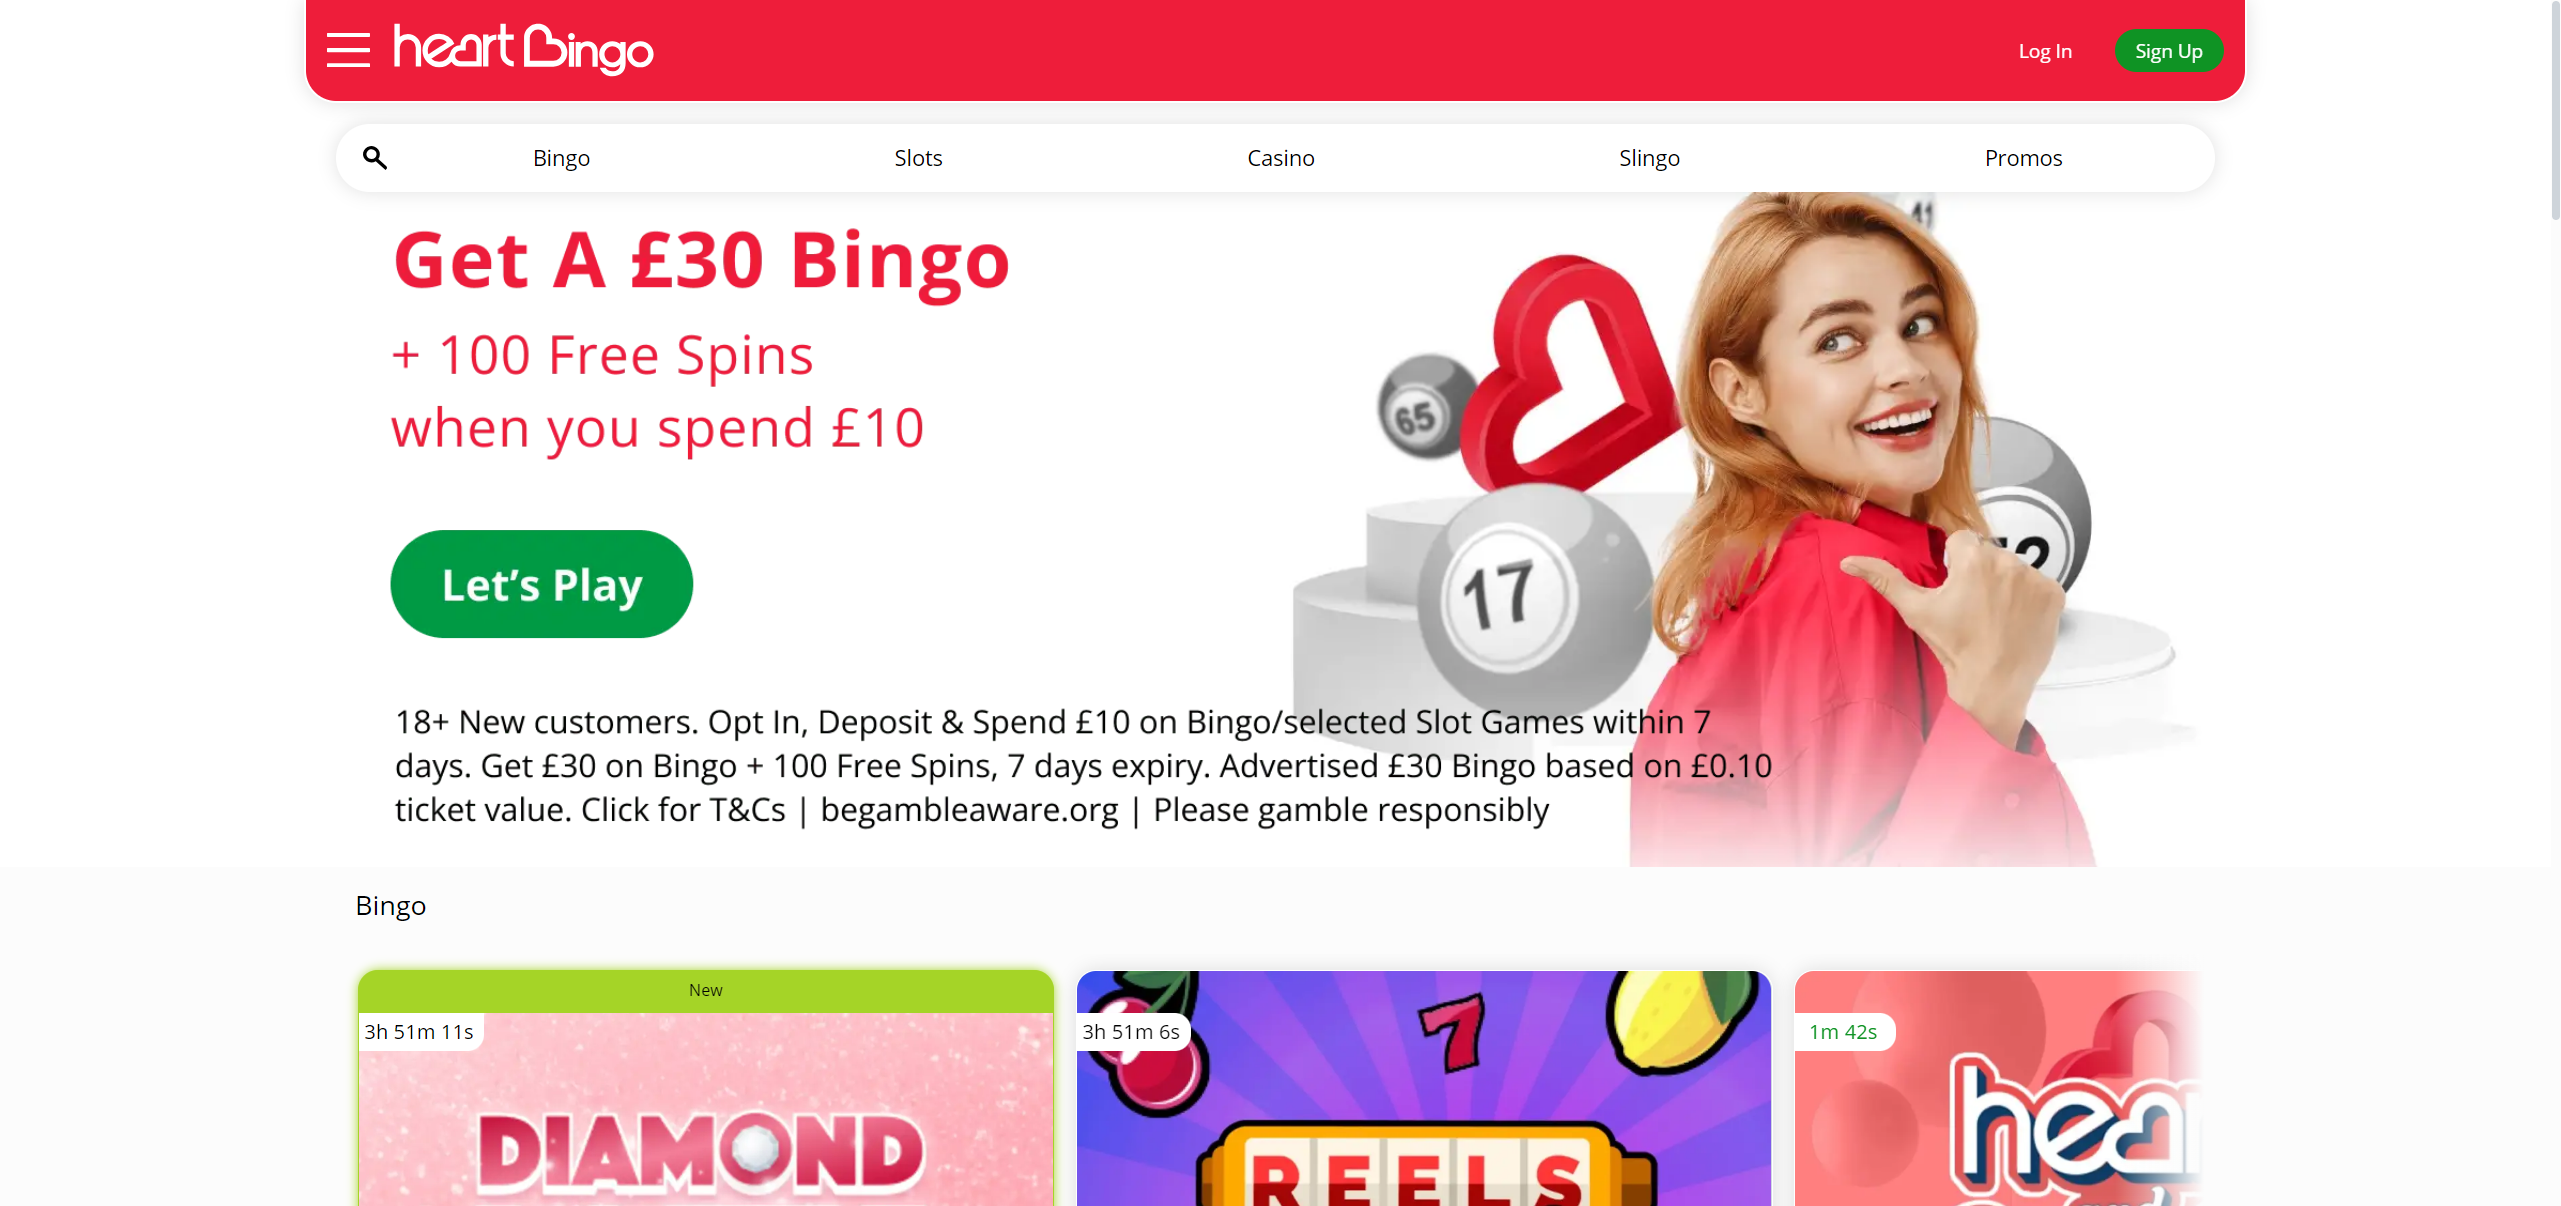 heart Bingo
Log In
Sign Up
Bingo
Slots
Casino
Slingo
Promos
41
Get A £30 Bingo
+ 100 Free Spins
when you spend £10
65
17
Let's Play
18+ New customers. Opt In, Deposit & Spend £10 on Bingo/selected Slot Games within 7
days. Get £30 on Bingo + 100 Free Spins, 7 days expiry. Advertised £30 Bingo based on £0.10
ticket value. Click for T&Cs | begambleaware.org | Please gamble responsibly
Bingo
New
3h 51m 11s
3h 51m 6s
1m 42s
7
DIAMOND
REELS